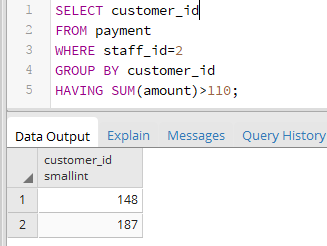 1 SELECT customer_id
2 FROM payment
3 WHERE staff_id=2
4 GROUP BY customer_id
5 HAVING SUM(amount)>110;
Data Output Explain Messages Query History
customer_id
smallint
1 148
2 187